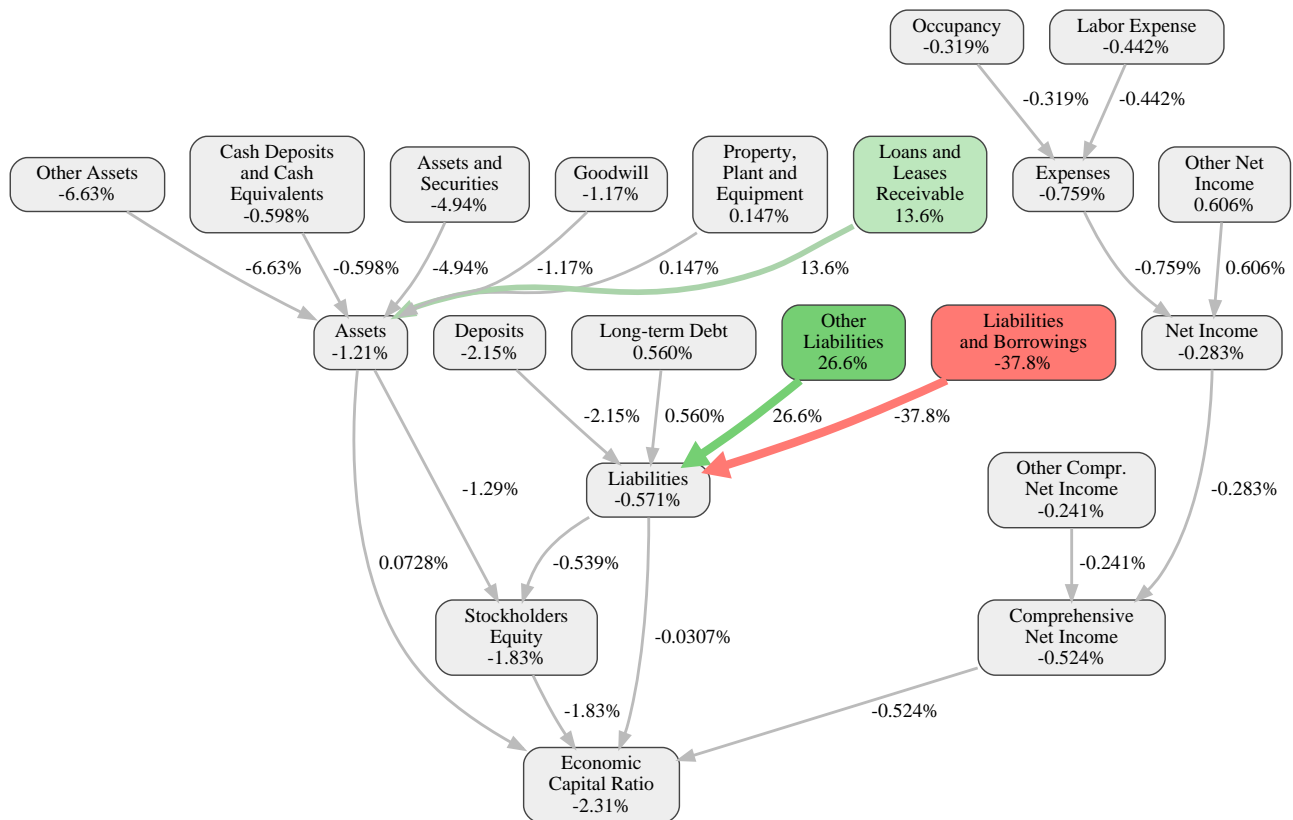 Occupancy
-0.319%
Labor Expense
-0.442%
-0.319%
-0.442%
Other Assets
-6.63%
Cash Deposits
and Cash
Equivalents
-0.598%
Assets and
Securities
-4.94%
Goodwill
-1.17%
Property,
Plant and
Equipment
0.147%
Loans and
Leases
Receivable
13.6%
Expenses
-0.759%
Other Net
Income
0.606%
-6.63%
-0.598%
-4.94%
-1.17%
0.147%
13.6%
-0.759%
0.606%
Assets
-1.21%
Deposits
-2.15%
Long-term Debt
0.560%
Other
Liabilities
26.6%
Liabilities
and Borrowings
-37.8%
Net Income
-0.283%
-2.15%
0.560%
26.6%
-37.8%
-1.29%
Liabilities
-0.571%
Other Compr.
Net Income
-0.241%
-0.283%
0.0728%
-0.539%
-0.241%
Stockholders
Equity
-1.83%
-0.0307%
Comprehensive
Net Income
-0.524%
-1.83%
-0.524%
Economic
Capital Ratio
-2.31%